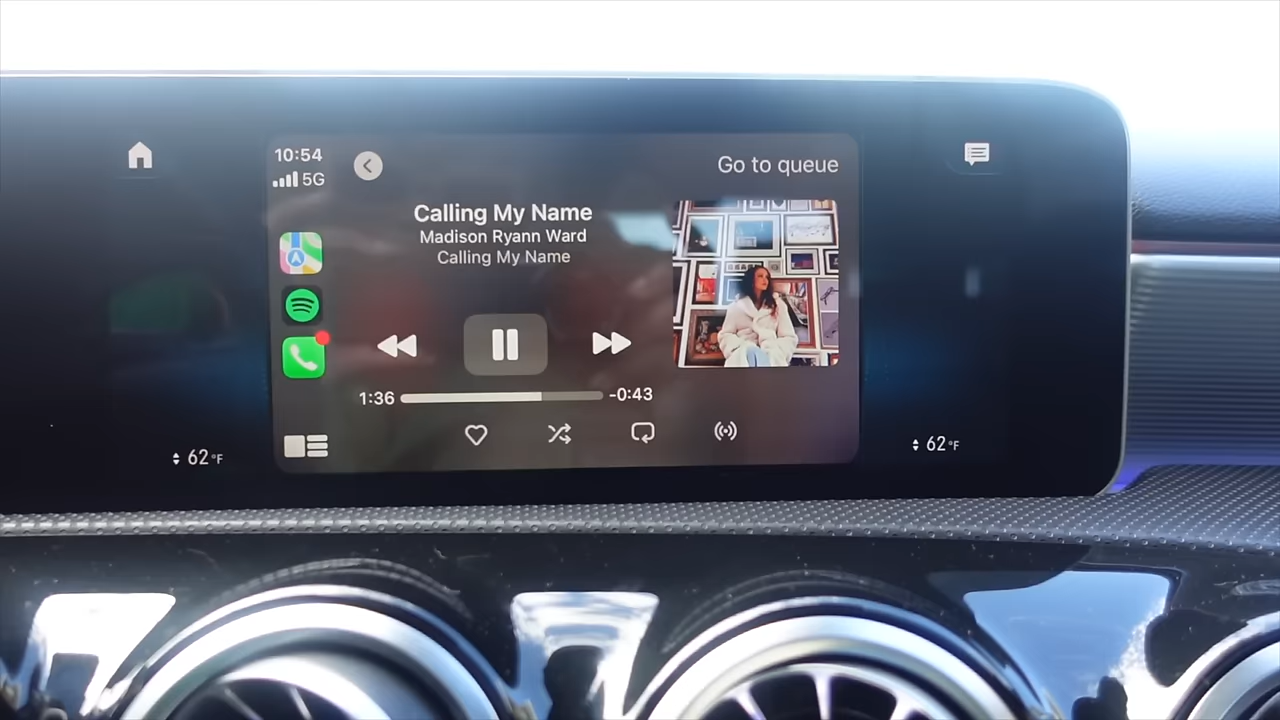 10:54
5G
Go to queue
Calling My Name
Madison Ryann Ward
Calling My Name
1:36
-0:43
62°F
62°F